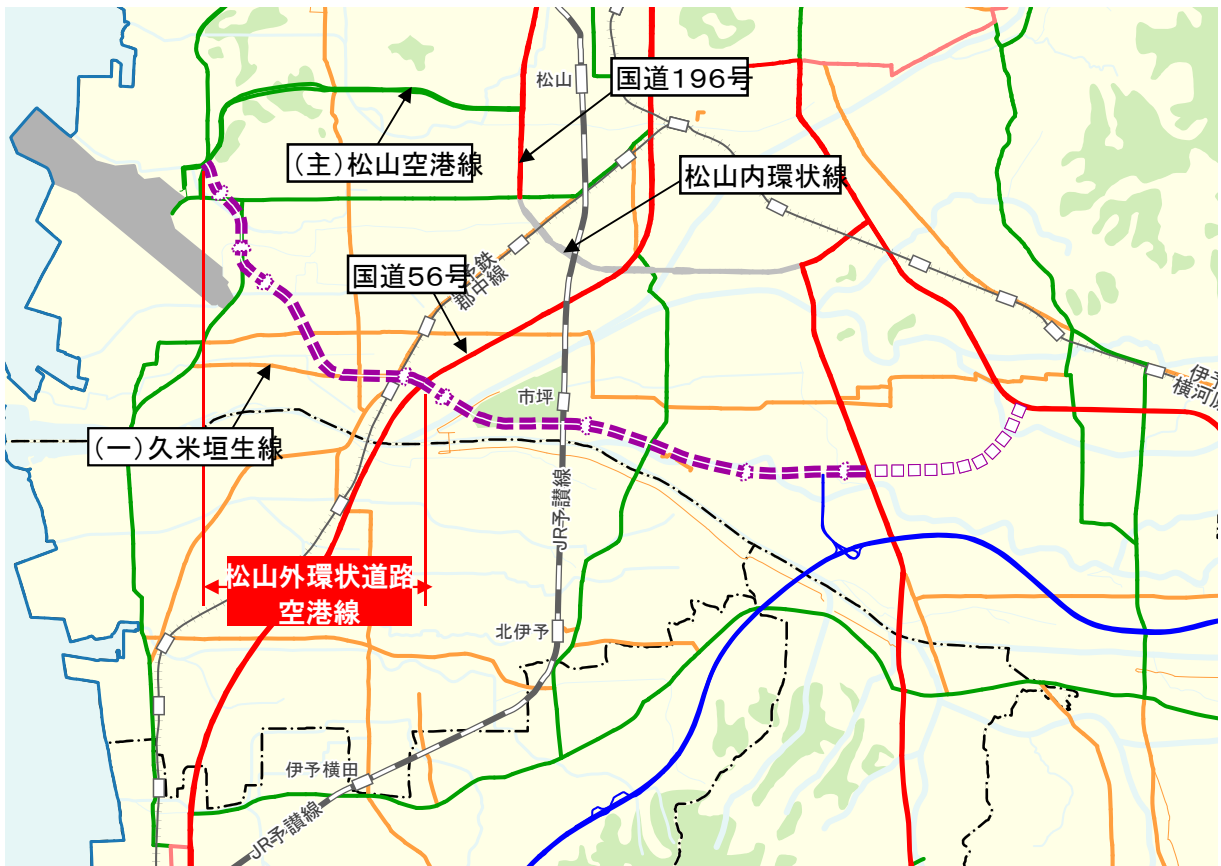 国道196号
松山
(主)松山空港線
松山内環状線
国道56号
予鉄
郡中線
伊予
横河原
市坪
(一)久米垣生線
JR予讃線
松山外環状道路
空港線
北伊予
伊予横田
JR予讃線